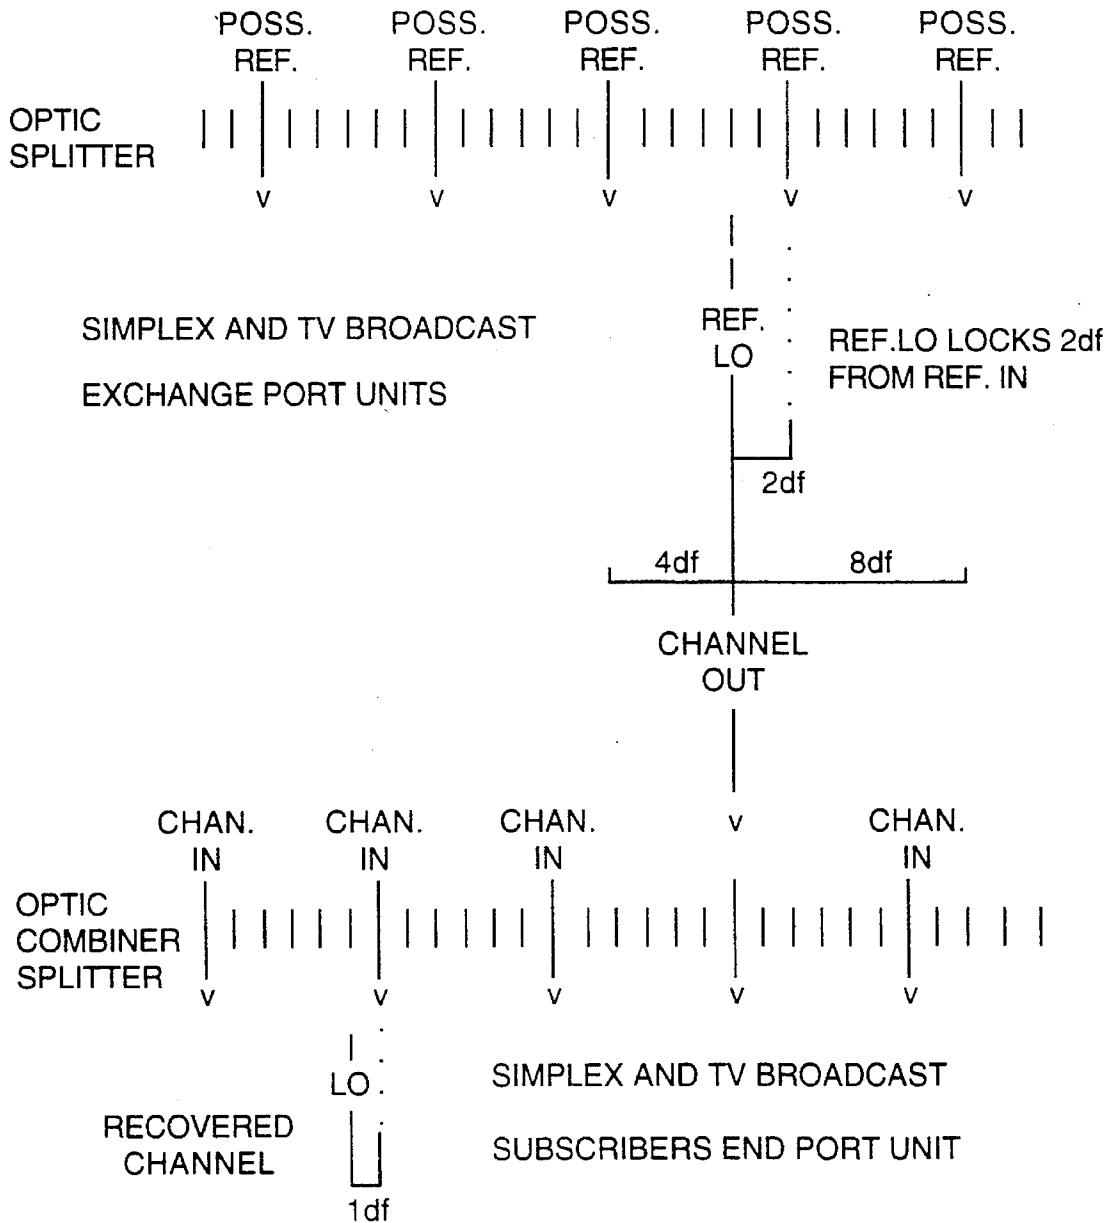 POSS. POSS. POSS. POSS. POSS.
REF. REF. REF. REF. REF.
OPTIC
SPLITTER
v v v v v
SIMPLEX AND TV BROADCAST
EXCHANGE PORT UNITS
REF.
LO
REF.LO LOCKS 2df
FROM REF. IN
2df
4df 8df
CHANNEL
OUT
v
CHAN. CHAN. CHAN. CHAN.
IN IN IN IN
OPTIC
COMBINER
SPLITTER
v v v v v
LO
RECOVERED
CHANNEL
1df
SIMPLEX AND TV BROADCAST
SUBSCRIBERS END PORT UNIT